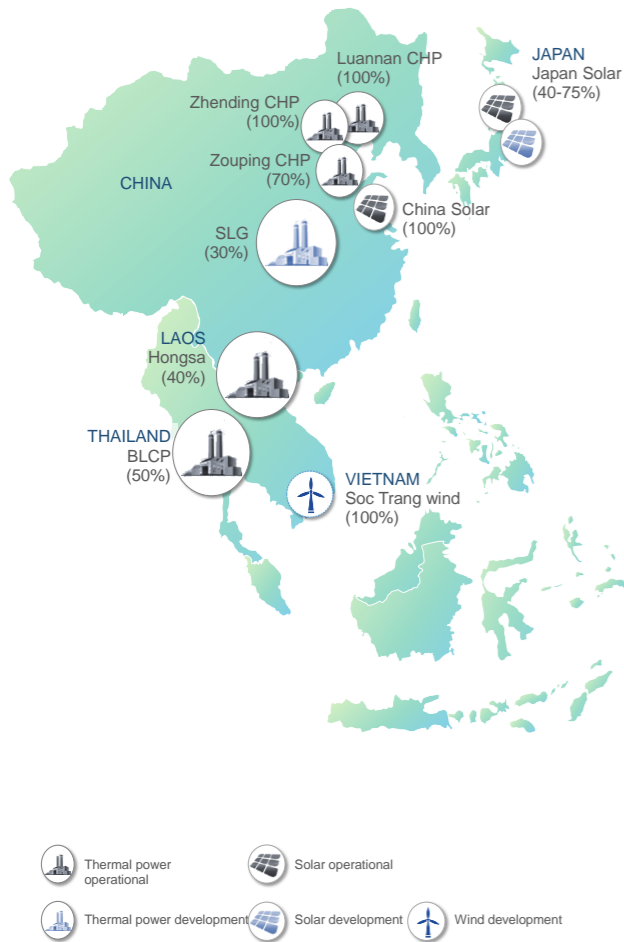 Luannan CHP
(100%)
JAPAN
Japan Solar
(40-75%)
Zhending CHP
(100%)
Zouping CHP
(70%)
CHINA
China Solar
(100%)
SLG
(30%)
LAOS
Hongsa
(40%)
THAILAND
BLCP
(50%)
VIETNAM
Soc Trang wind
(100%)
Thermal power
operational
Solar operational
Thermal power development
Solar development
Wind development